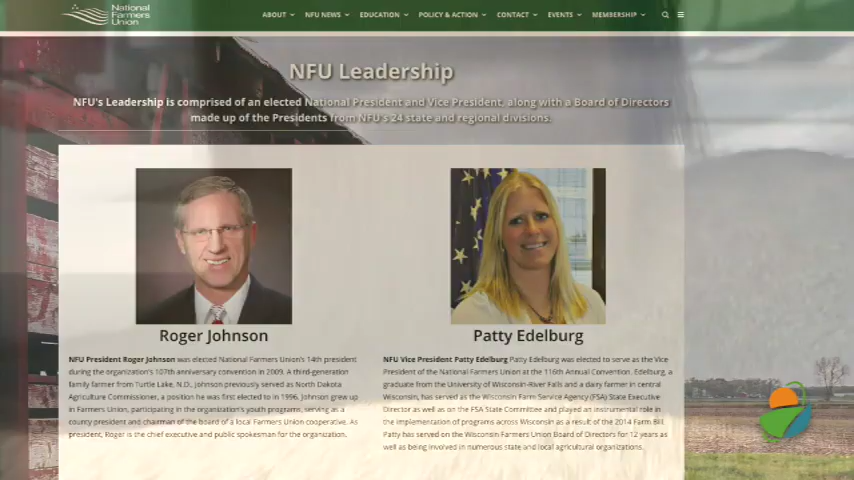 National
Farmers
Union
ABOUT NFU NEWS EDUCATION POLICY & ACTION CONTACT EVENTS MEMBERSHIP
NFU Leadership
NFU's Leadership is comprised of an elected National President and Vice President, along with a Board of Directors
made up of the Presidents from NFU's 24 state and regional divisions.
Roger Johnson
NFU President Roger Johnson was elected National Farmers Union's 14th president
during the organization's 107th anniversary convention in 2009. A third-generation
family farmer from Turtle Lake, N.D., Johnson previously served as North Dakota
Agriculture Commissioner, a position he was first elected to in 1996. Johnson grew up
in Farmers Union, participating in the organization's youth programs, serving as a
county president and chairman of the board of a local Farmers Union cooperative. As
president, Roger is the chief executive and public spokesman for the organization.
Patty Edelburg
NFU Vice President Patty Edelburg Patty Edelburg was elected to serve as the Vice
President of the National Farmers Union at the 116th Annual Convention. Edelburg, a
graduate from the University of Wisconsin-River Falls and a dairy farmer in central
Wisconsin, has served as the Wisconsin Farm Service Agency (FSA) State Executive
Director as well as on the FSA State Committee and played an instrumental role in
the implementation of programs across Wisconsin as a result of the 2014 Farm Bill.
Patty has served on the Wisconsin Farmers Union Board of Directors for 12 years as
well as being involved in numerous state and local agricultural organizations.